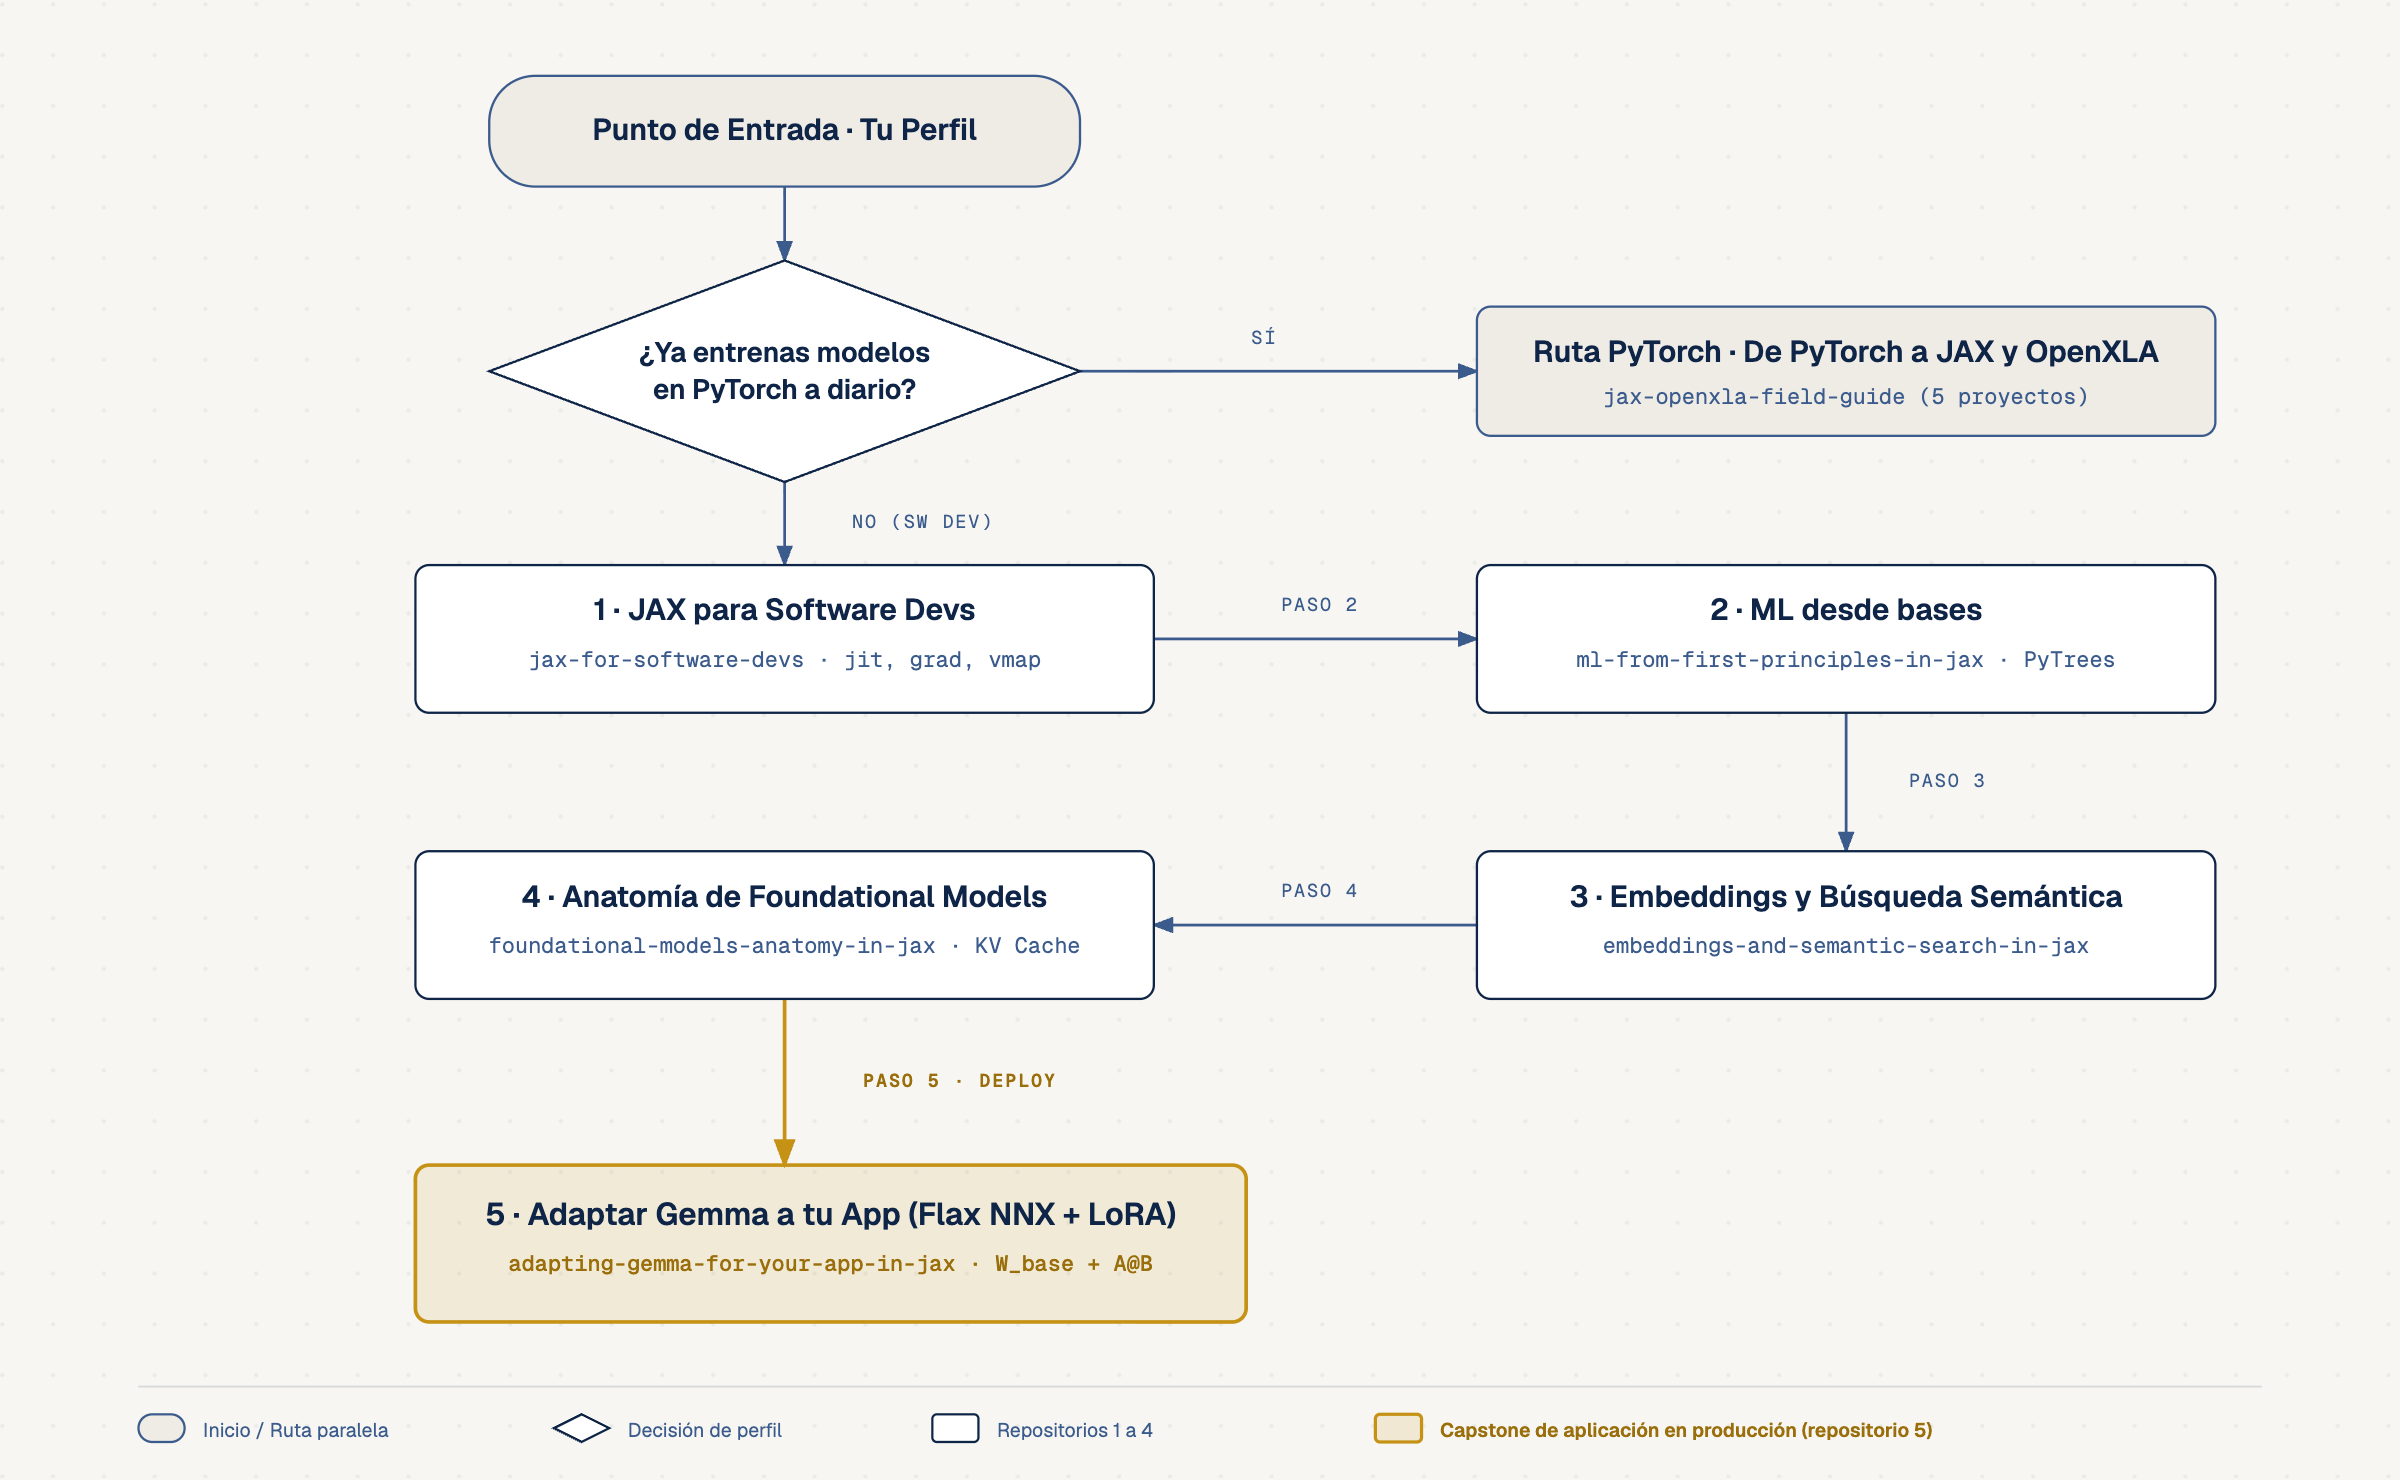 Punto de Entrada · Tu Perfil
¿Ya entrenas modelos
en PyTorch a diario?
SÍ
Ruta PyTorch · De PyTorch a JAX y OpenXLA
jax-openxla-field-guide (5 proyectos)
NO (SW DEV)
1 · JAX para Software Devs
jax-for-software-devs · jit, grad, vmap
PASO 2
2 · ML desde bases
ml-from-first-principles-in-jax · PyTrees
PASO 3
3 · Embeddings y Búsqueda Semántica
embeddings-and-semantic-search-in-jax
PASO 4
4 · Anatomía de Foundational Models
foundational-models-anatomy-in-jax · KV Cache
PASO 5 · DEPLOY
5 · Adaptar Gemma a tu App (Flax NNX + LoRA)
adapting-gemma-for-your-app-in-jax · W_base + A@B
Inicio / Ruta paralela
Decisión de perfil
Repositorios 1 a 4
Capstone de aplicación en producción (repositorio 5)